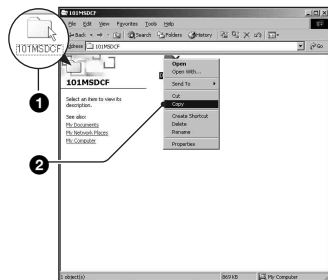 101MSDCF
File Edit View Favorites Tools Help
Back Search Folders History
Address 101MSDCF Go
101MSDCF
1
101MSDCF
Select an item to view its
description.
See also:
My Documents
My Network Places
My Computer
2
Open
Open With...
Send To
Cut
Copy
Create Shortcut
Delete
Rename
Properties
1 object(s) 869 KB My Computer